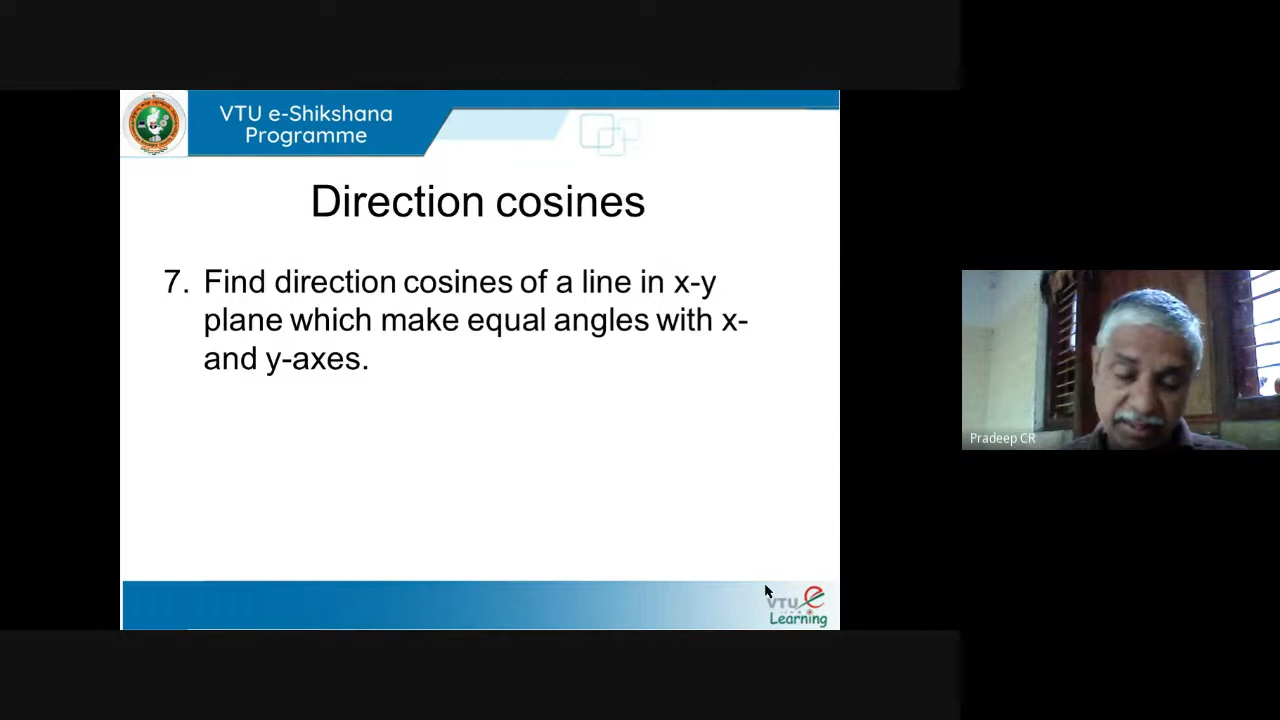 VTU e-Shikshana
Programme
Direction cosines
7. Find direction cosines of a line in x-y
plane which make equal angles with x-
and y-axes.
Pradeep CR
VTU e
Learning